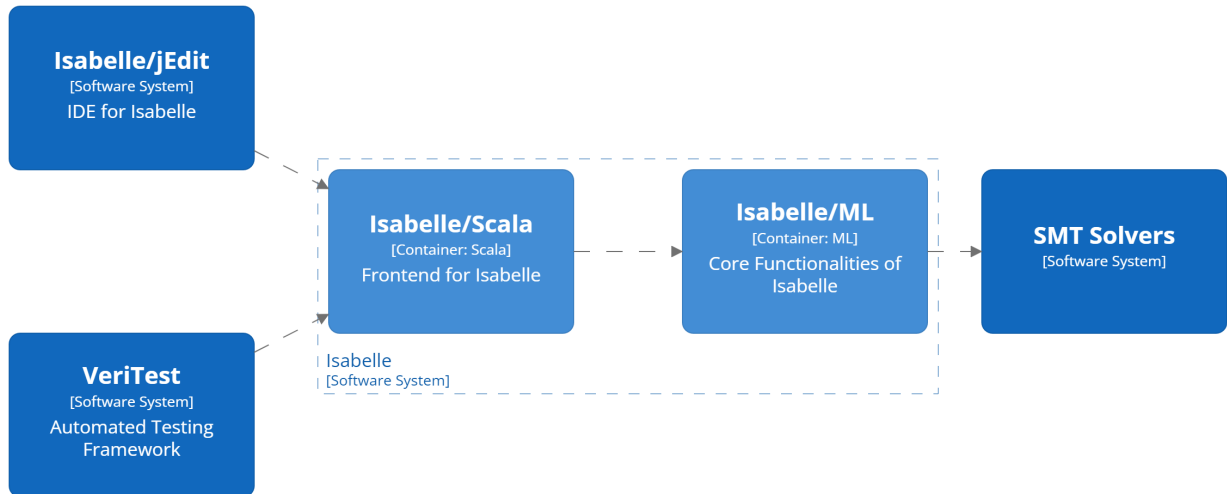 Isabelle/jEdit
[Software System]
IDE for Isabelle
Isabelle/Scala
[Container: Scala]
Frontend for Isabelle
Isabelle/ML
[Container: ML]
Core Functionalities of
Isabelle
SMT Solvers
[Software System]
Isabelle
[Software System]
VeriTest
[Software System]
Automated Testing
Framework